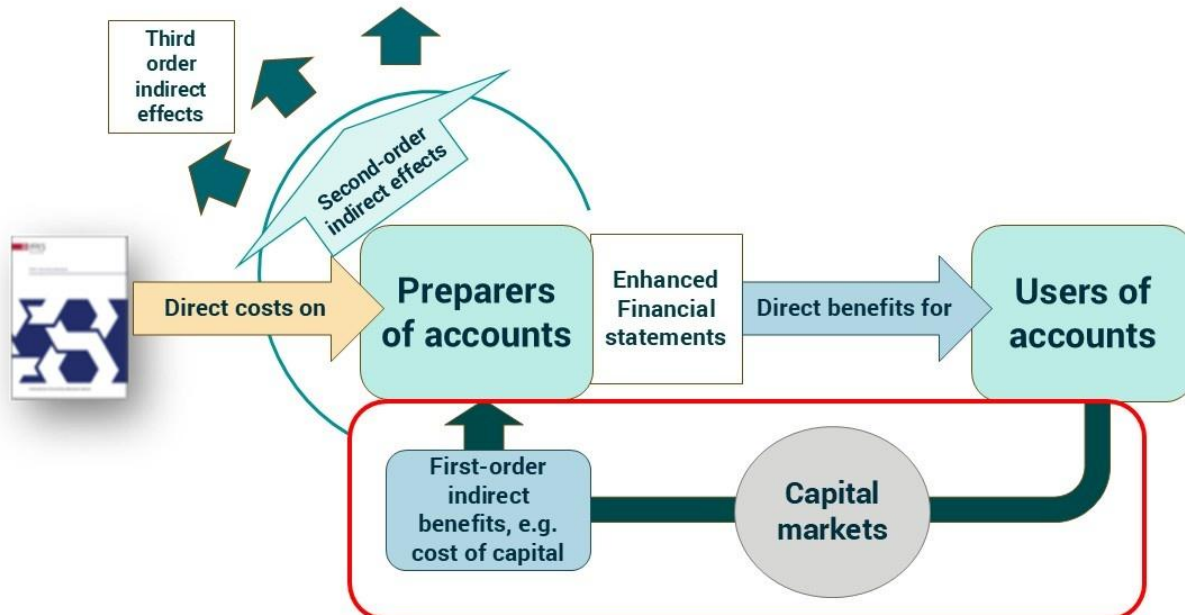 Third
order
indirect
effects
Second-order
indirect effects
Direct costs on
Preparers
of accounts
Enhanced
Financial
statements
Direct benefits for
Users of
accounts
First-order
indirect
benefits, e.g.
cost of capital
Capital
markets